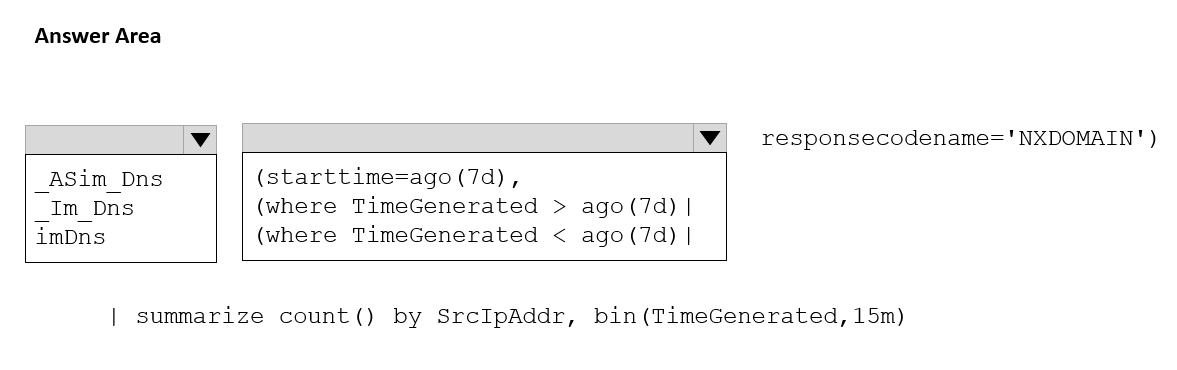 Answer Area
_ASim_Dns
_Im_Dns
imDns
(starttime=ago(7d),
(where TimeGenerated > ago(7d)|
(where TimeGenerated < ago(7d)|
responsecodename='NXDOMAIN')
| summarize count() by SrcIpAddr, bin(TimeGenerated,15m)